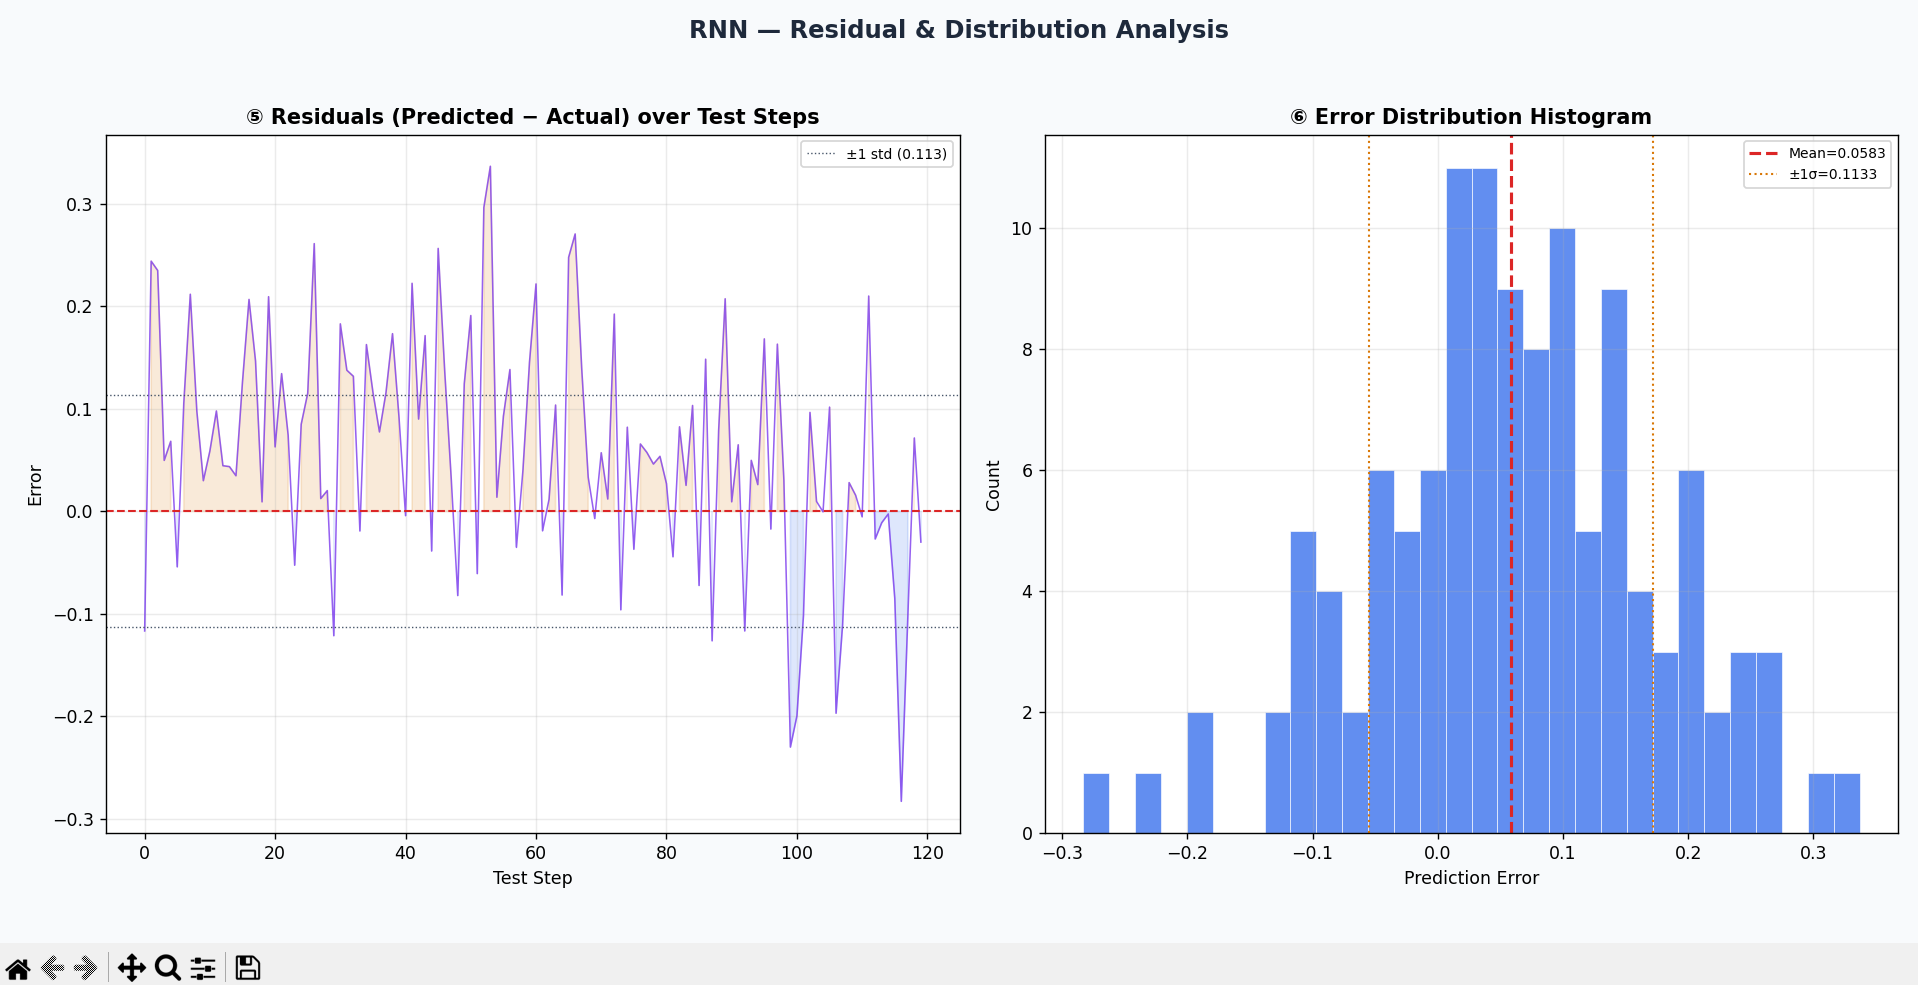 RNN — Residual & Distribution Analysis
⑤ Residuals (Predicted − Actual) over Test Steps
±1 std (0.113)
0.3
0.2
0.1
0.0
−0.1
−0.2
−0.3
Error
0
20
40
60
80
100
120
Test Step
⑥ Error Distribution Histogram
Mean=0.0583
±1σ=0.1133
10
8
6
4
2
0
Count
−0.3
−0.2
−0.1
0.0
0.1
0.2
0.3
Prediction Error